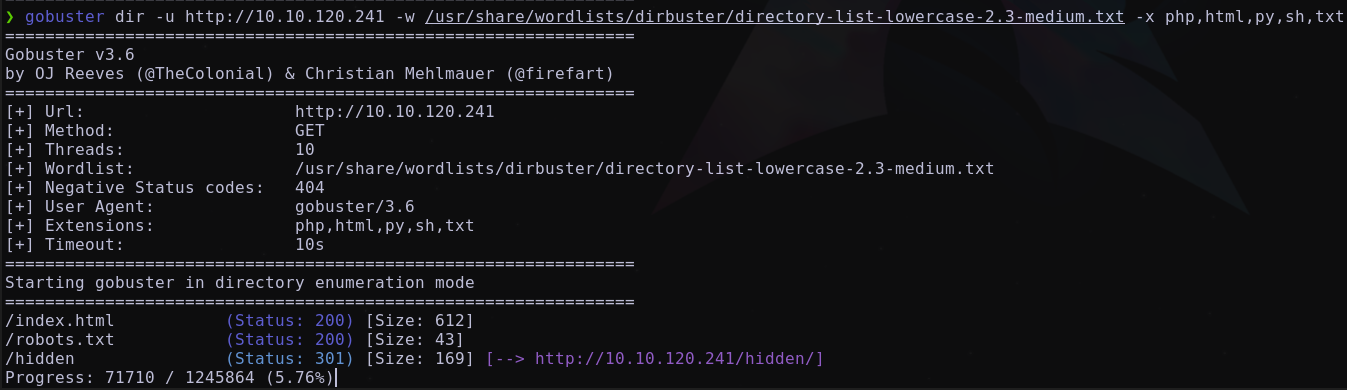 ❯ gobuster dir -u http://10.10.120.241 -w /usr/share/wordlists/dirbuster/directory-list-lowercase-2.3-medium.txt -x php,html,py,sh,txt
===============================================================
Gobuster v3.6
by OJ Reeves (@TheColonial) & Christian Mehlmauer (@firefart)
===============================================================
[+] Url:                     http://10.10.120.241
[+] Method:                  GET
[+] Threads:                 10
[+] Wordlist:                /usr/share/wordlists/dirbuster/directory-list-lowercase-2.3-medium.txt
[+] Negative Status codes:   404
[+] User Agent:              gobuster/3.6
[+] Extensions:              php,html,py,sh,txt
[+] Timeout:                 10s
===============================================================
Starting gobuster in directory enumeration mode
===============================================================
/index.html           (Status: 200) [Size: 612]
/robots.txt           (Status: 200) [Size: 43]
/hidden               (Status: 301) [Size: 169] [--> http://10.10.120.241/hidden/]
Progress: 71710 / 1245864 (5.76%)